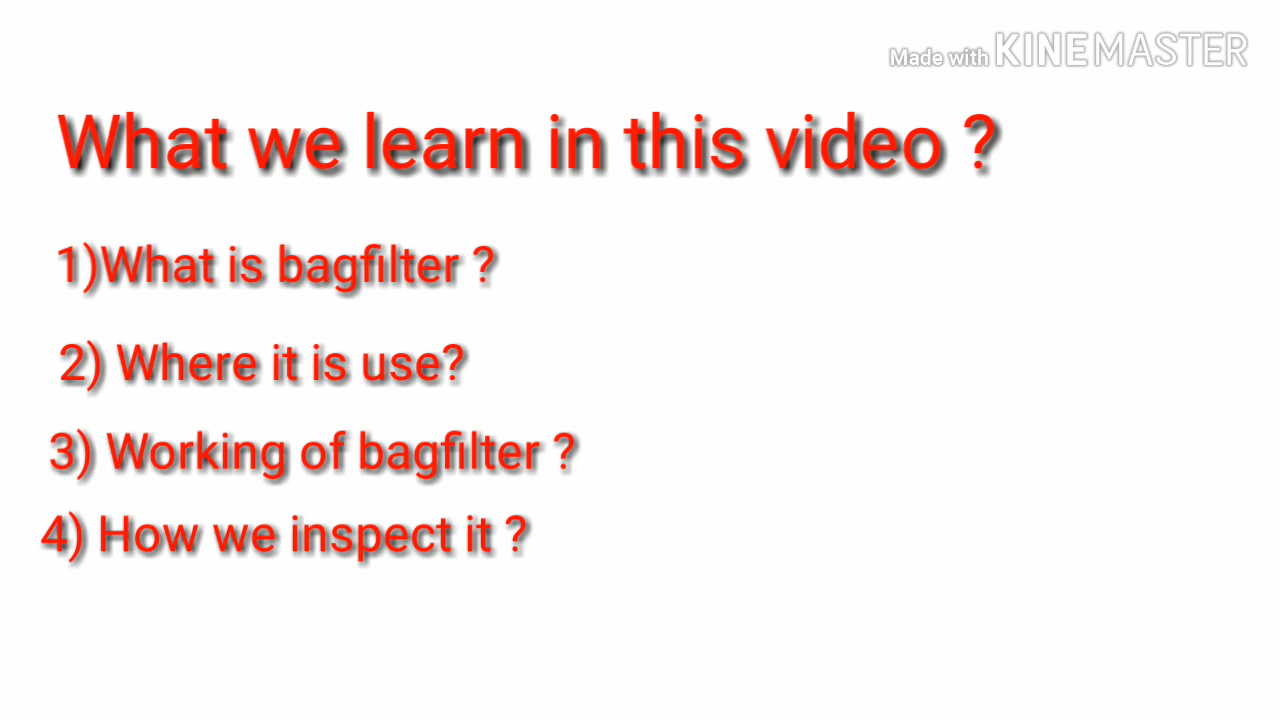 Made with KINEMASTER
What we learn in this video ?
1)What is bagfilter ?
2) Where it is use?
3) Working of bagfilter ?
4) How we inspect it ?